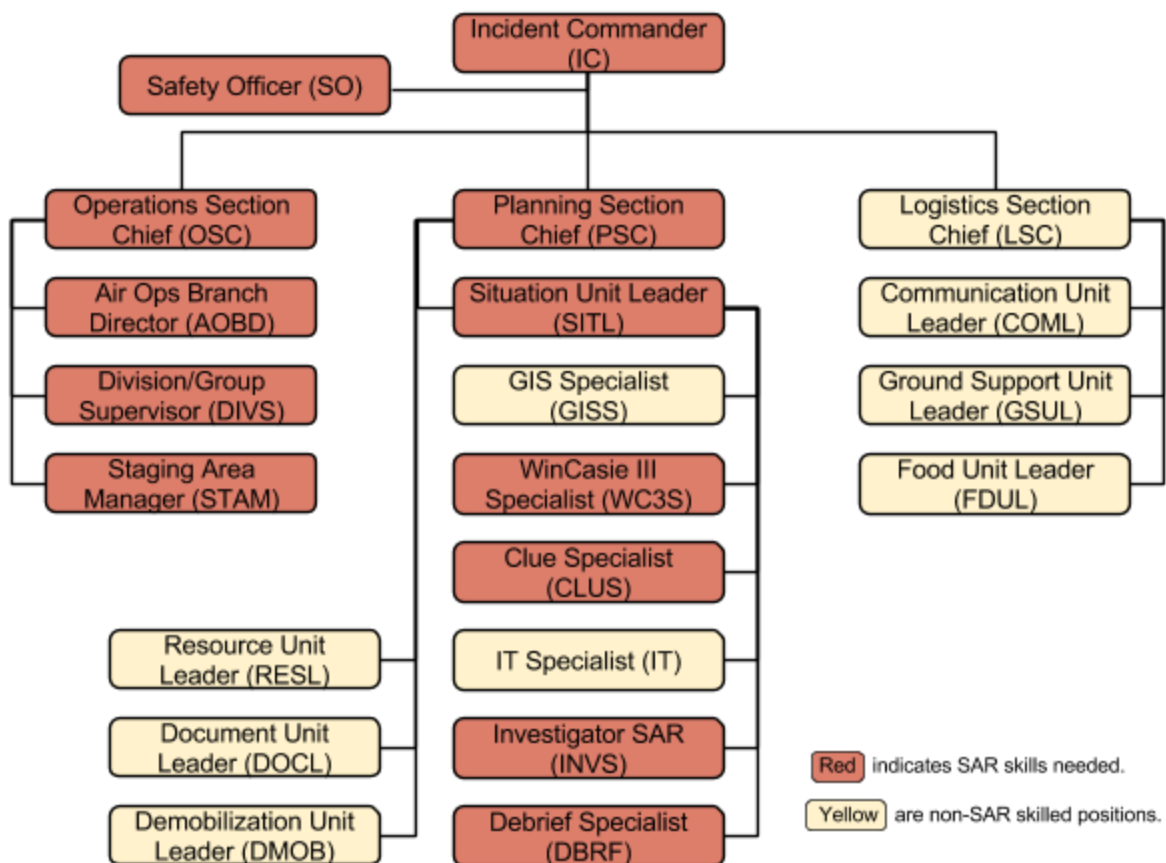 Incident Commander
(IC)
Safety Officer (SO)
Operations Section
Chief (OSC)
Planning Section
Chief (PSC)
Logistics Section
Chief (LSC)
Air Ops Branch
Director (AOBD)
Situation Unit Leader
(SITL)
Communication Unit
Leader (COML)
Division/Group
Supervisor (DIVS)
GIS Specialist
(GISS)
Ground Support Unit
Leader (GSUL)
Staging Area
Manager (STAM)
WinCasie III
Specialist (WC3S)
Food Unit Leader
(FDUL)
Clue Specialist
(CLUS)
Resource Unit
Leader (RESL)
IT Specialist (IT)
Document Unit
Leader (DOCL)
Investigator SAR
(INVS)
Red indicates SAR skills needed.
Yellow are non-SAR skilled positions.
Demobilization Unit
Leader (DMOB)
Debrief Specialist
(DBRF)